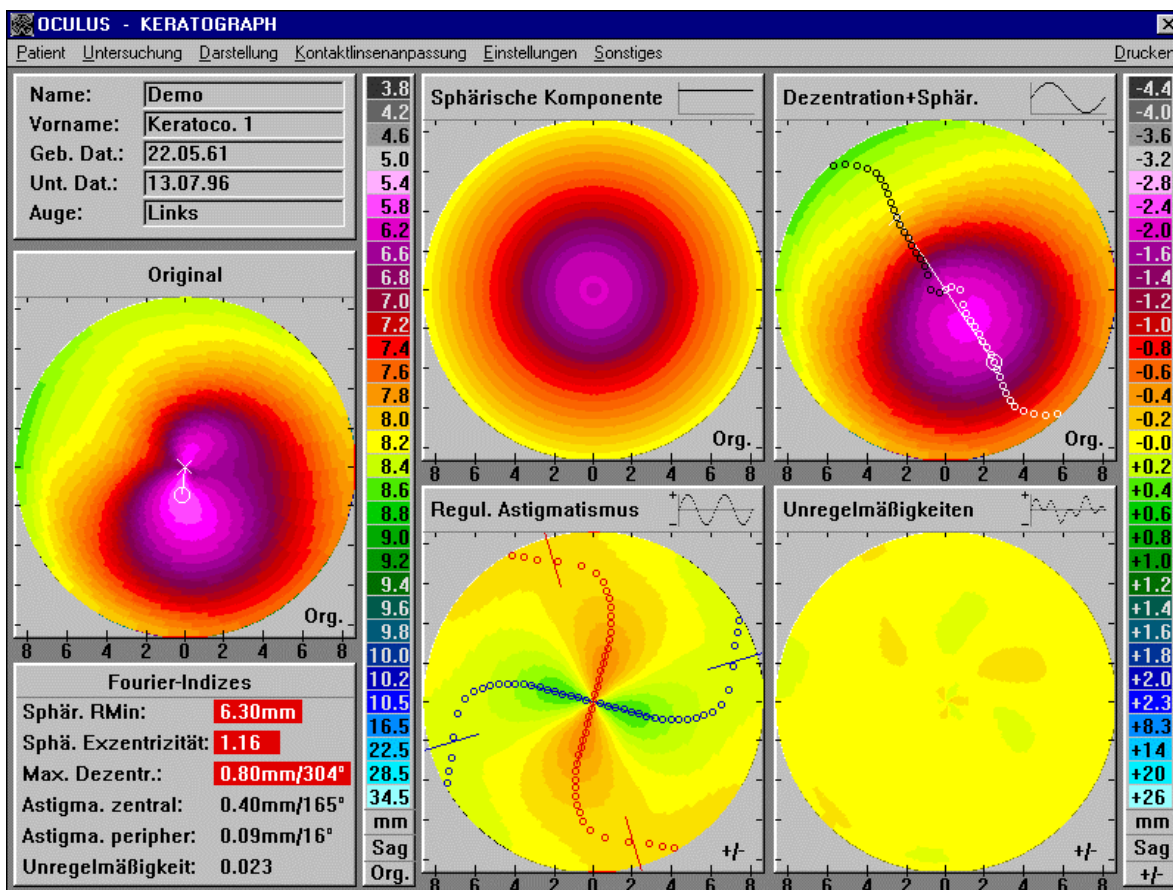 OCULUS - KERATOGRAPH
Patient Untersuchung Darstellung Kontaktlinsenanpassung Einstellungen Sonstiges Drucken
Name: Demo
Vorname: Keratoco. 1
Geb. Dat.: 22.05.61
Unt. Dat.: 13.07.96
Auge: Links
Original
Org.
8 6 4 2 0 2 4 6 8
Fourier-Indizes
Sphär. RMin: 6.30mm
Sphä. Exzentrizität: 1.16
Max. Dezentr.: 0.80mm/304°
Astigma. zentral: 0.40mm/165°
Astigma. peripher: 0.09mm/16°
Unregelmäßigkeit: 0.023
3.8
4.2
4.6
5.0
5.4
5.8
6.2
6.6
6.8
7.0
7.2
7.4
7.6
7.8
8.0
8.2
8.4
8.6
8.8
9.0
9.2
9.4
9.6
9.8
10.0
10.2
10.5
16.5
22.5
28.5
34.5
mm
Sag
Org.
Sphärische Komponente
8 6 4 2 0 2 4 6 8
Dezentration+Sphär.
Org.
8 6 4 2 0 2 4 6 8
Regul. Astigmatismus
+
−
+/-
8 6 4 2 0 2 4 6 8
Unregelmäßigkeiten
+
−
+/-
8 6 4 2 0 2 4 6 8
-4.4
-4.0
-3.6
-3.2
-2.8
-2.4
-2.0
-1.6
-1.4
-1.2
-1.0
-0.8
-0.6
-0.4
-0.2
-0.0
+0.2
+0.4
+0.6
+0.8
+1.0
+1.2
+1.4
+1.6
+1.8
+2.0
+2.3
+8.3
+14
+20
+26
mm
Sag
+/-